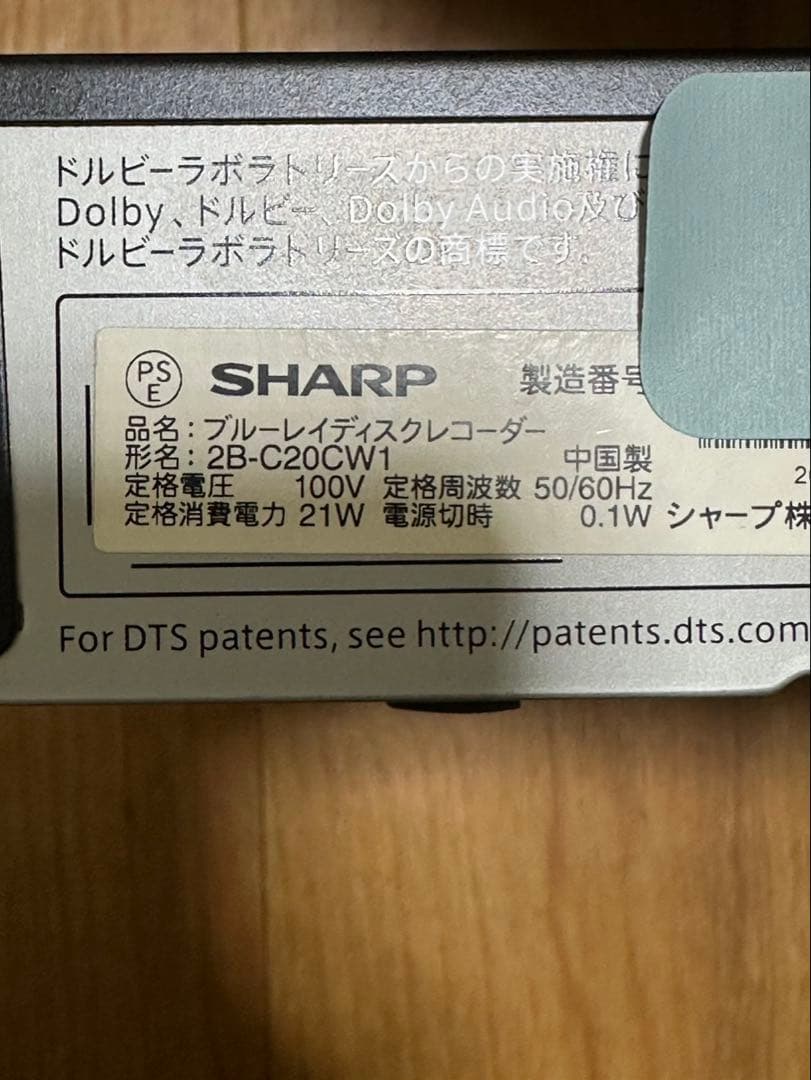 ドルビーラボラトリースからの実施権に
Dolby、ドルビー、Dolby Audio及び
ドルビーラボラトリーズの商標です。
PS
E
SHARP 製造番号
品名：ブルーレイディスクレコーダー
形名：2B-C20CW1 中国製
定格電圧 100V 定格周波数 50/60Hz
定格消費電力 21W 電源切時 0.1W シャープ株
For DTS patents, see http://patents.dts.com